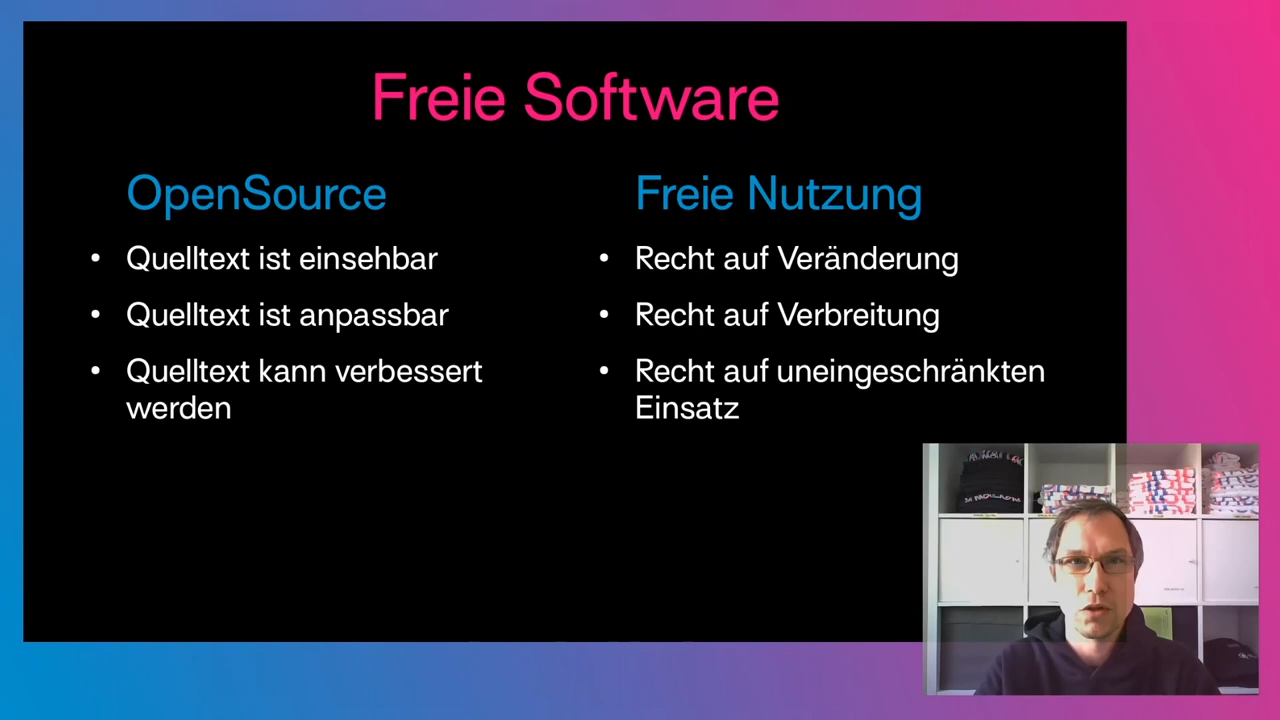 Freie Software
OpenSource
Quelltext ist einsehbar
Quelltext ist anpassbar
Quelltext kann verbessert
werden
Freie Nutzung
Recht auf Veränderung
Recht auf Verbreitung
Recht auf uneingeschränkten
Einsatz